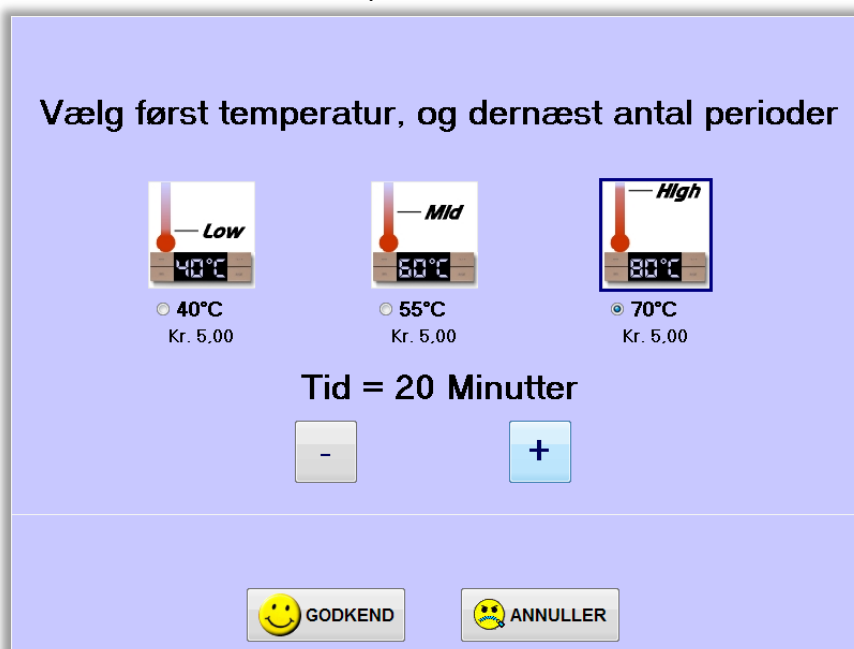 Vælg først temperatur, og dernæst antal perioder
Low
Mid
High
40°C
60°C
80°C
40°C
55°C
70°C
Kr. 5,00
Kr. 5,00
Kr. 5,00
Tid = 20 Minutter
-
+
GODKEND
ANNULLER